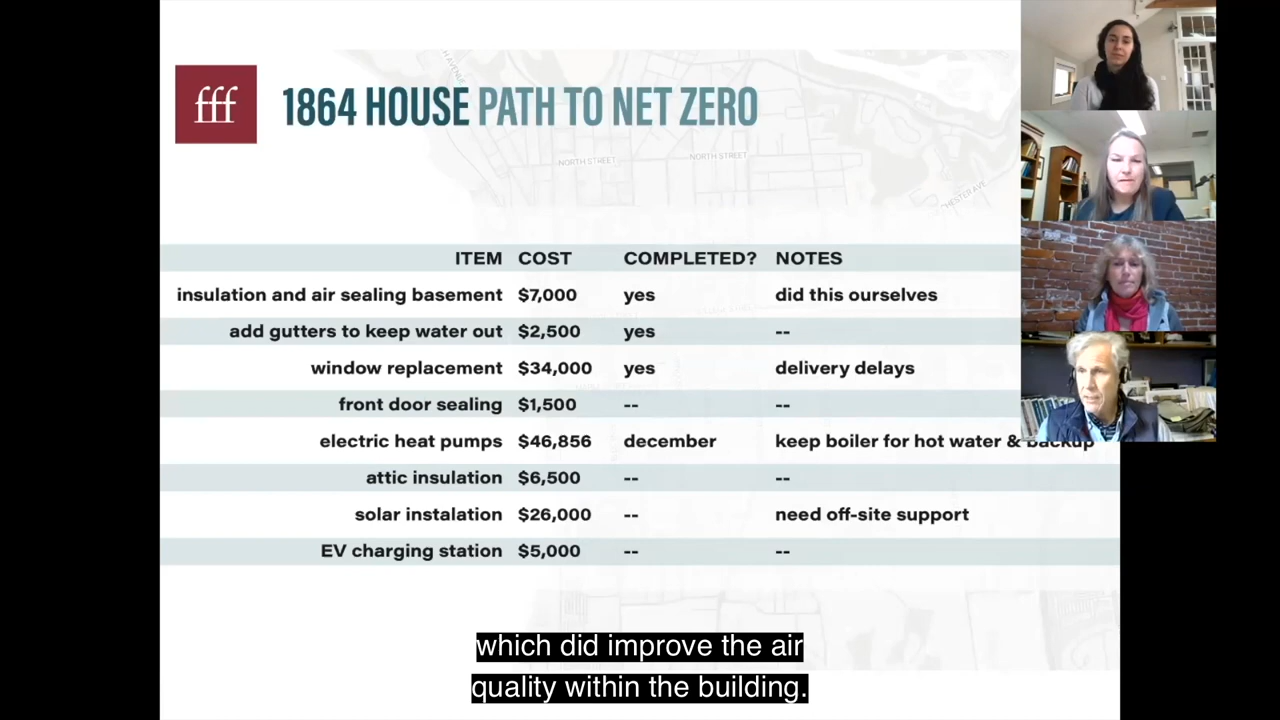 fff
1864 HOUSE PATH TO NET ZERO
NORTH STREET
NORTH STREET
ITEM COST COMPLETED? NOTES
insulation and air sealing basement $7,000 yes did this ourselves
add gutters to keep water out $2,500 yes --
window replacement $34,000 yes delivery delays
front door sealing $1,500 -- --
electric heat pumps $46,856 december keep boiler for hot water & backup
attic insulation $6,500 -- --
solar instalation $26,000 -- need off-site support
EV charging station $5,000 -- --
which did improve the air
quality within the building.